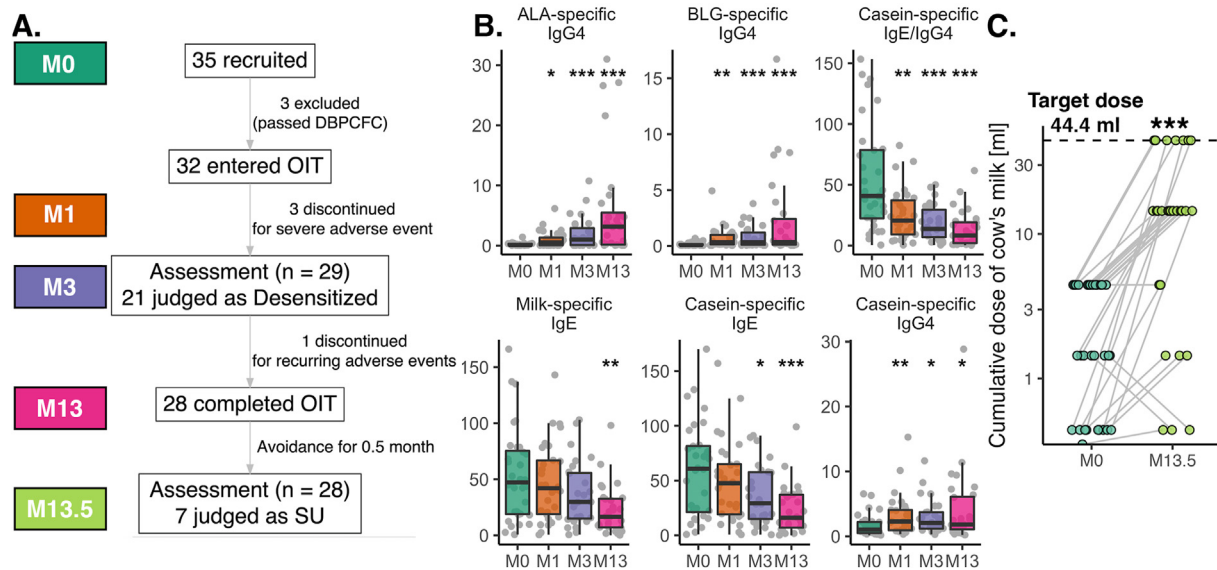 A.
M0
35 recruited
3 excluded
(passed DBPCFC)
32 entered OIT
M1
3 discontinued
for severe adverse event
M3
Assessment (n = 29)
21 judged as Desensitized
1 discontinued
for recurring adverse events
M13
28 completed OIT
Avoidance for 0.5 month
M13.5
Assessment (n = 28)
7 judged as SU
B.
ALA-specific
IgG4
30
20
10
0
* *** ***
M0 M1 M3 M13
BLG-specific
IgG4
15
10
5
0
** *** ***
M0 M1 M3 M13
Casein-specific
IgE/IgG4
150
100
50
0
** *** ***
M0 M1 M3 M13
Milk-specific
IgE
150
100
50
0
**
M0 M1 M3 M13
Casein-specific
IgE
150
100
50
0
* ***
M0 M1 M3 M13
Casein-specific
IgG4
30
20
10
0
** * *
M0 M1 M3 M13
C.
Target dose
44.4 ml
***
Cumulative dose of cow's milk [ml]
30
10
3
1
M0 M13.5